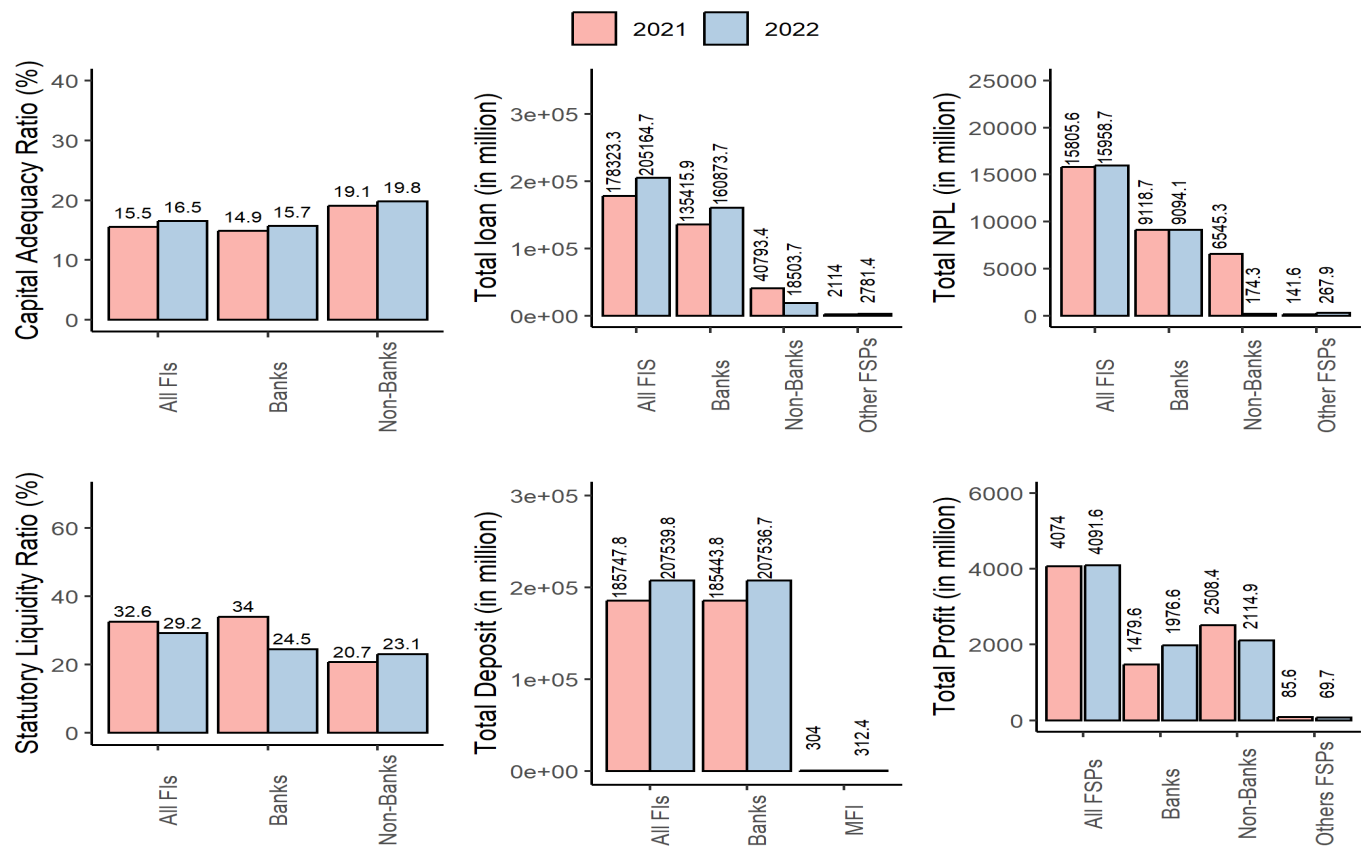 2021 2022
Capital Adequacy Ratio (%)
40
30
20
10
0
15.5 16.5 14.9 15.7 19.1 19.8
All FIs Banks Non-Banks
Total loan (in million)
3e+05
2e+05
1e+05
0e+00
178323.3 205164.7 135415.9 160873.7 40793.4 18503.7 2114 2781.4
All FIS Banks Non-Banks Other FSPs
Total NPL (in million)
25000
20000
15000
10000
5000
0
15805.6 15958.7 9118.7 9094.1 6545.3 174.3 141.6 267.9
All FIS Banks Non-Banks Other FSPs
Statutory Liquidity Ratio (%)
60
40
20
0
32.6 29.2 34 24.5 20.7 23.1
All FIs Banks Non-Banks
Total Deposit (in million)
3e+05
2e+05
1e+05
0e+00
185747.8 207539.8 185443.8 207536.7 304 312.4
All FIs Banks MFI
Total Profit (in million)
6000
4000
2000
0
4074 4091.6 1479.6 1976.6 2508.4 2114.9 85.6 69.7
All FSPs Banks Non-Banks Others FSPs